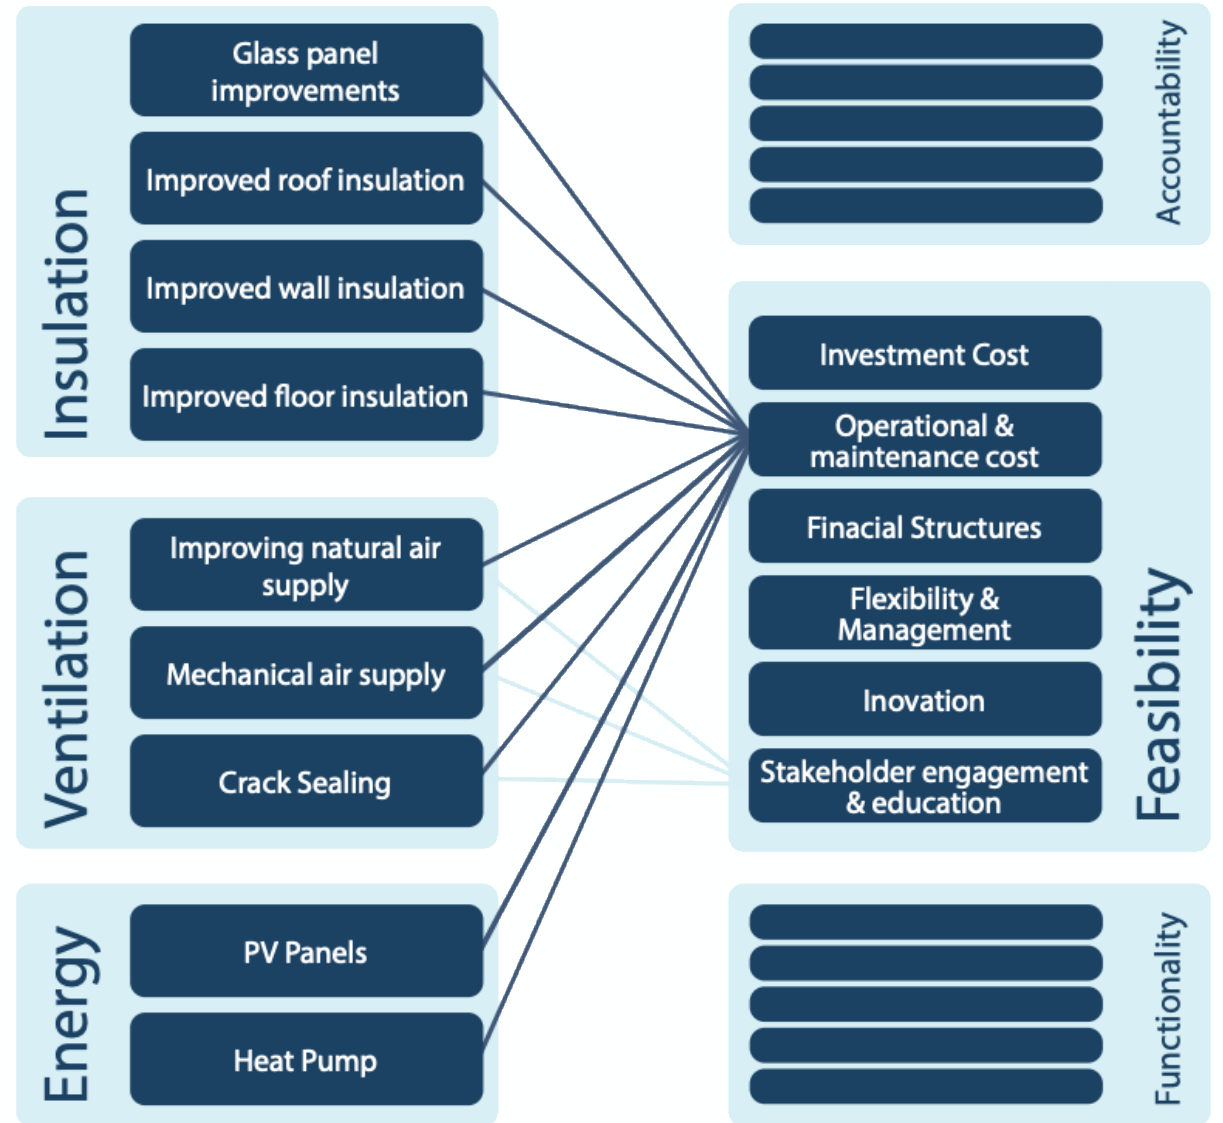 Insulation
Glass panel
improvements
Improved roof insulation
Improved wall insulation
Improved floor insulation
Ventilation
Improving natural air
supply
Mechanical air supply
Crack Sealing
Energy
PV Panels
Heat Pump
Accountability
Feasibility
Investment Cost
Operational &
maintenance cost
Finacial Structures
Flexibility &
Management
Inovation
Stakeholder engagement
& education
Functionality